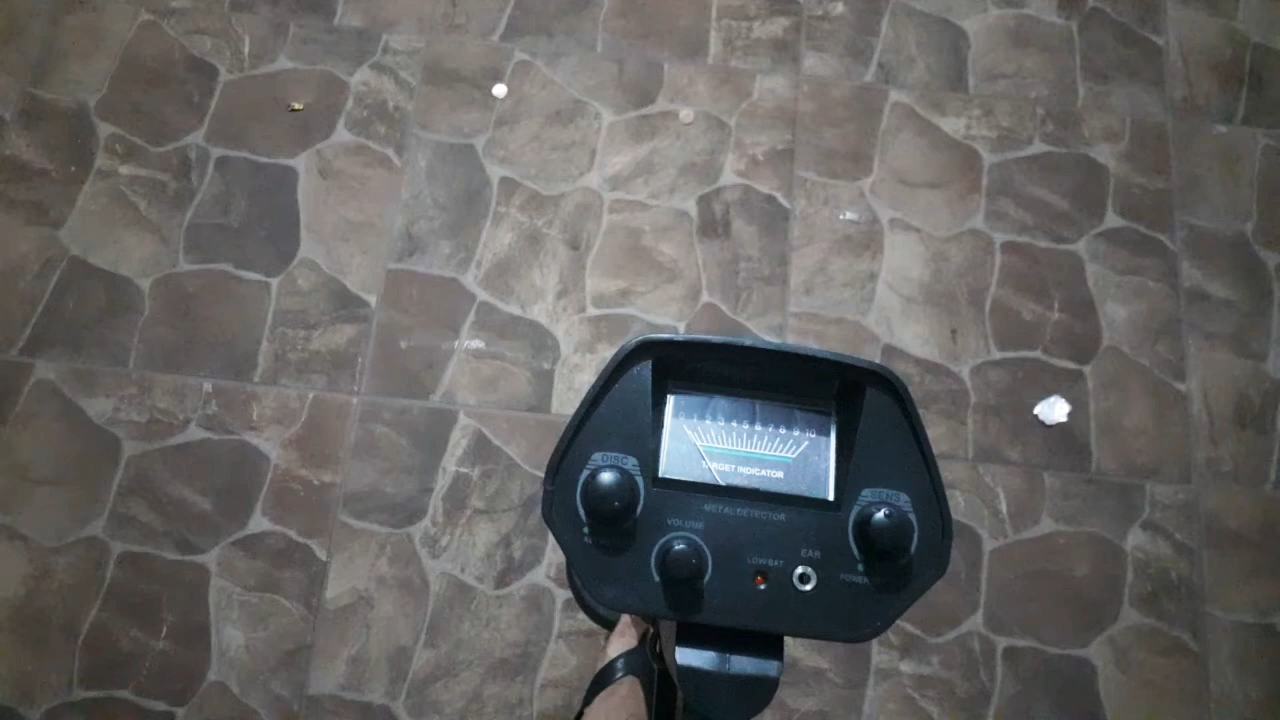 0 1 2 3 4 5 6 7 8 9 10
TARGET INDICATOR
DISC
SENS
METAL DETECTOR
VOLUME
LOW BAT
EAR
POWER